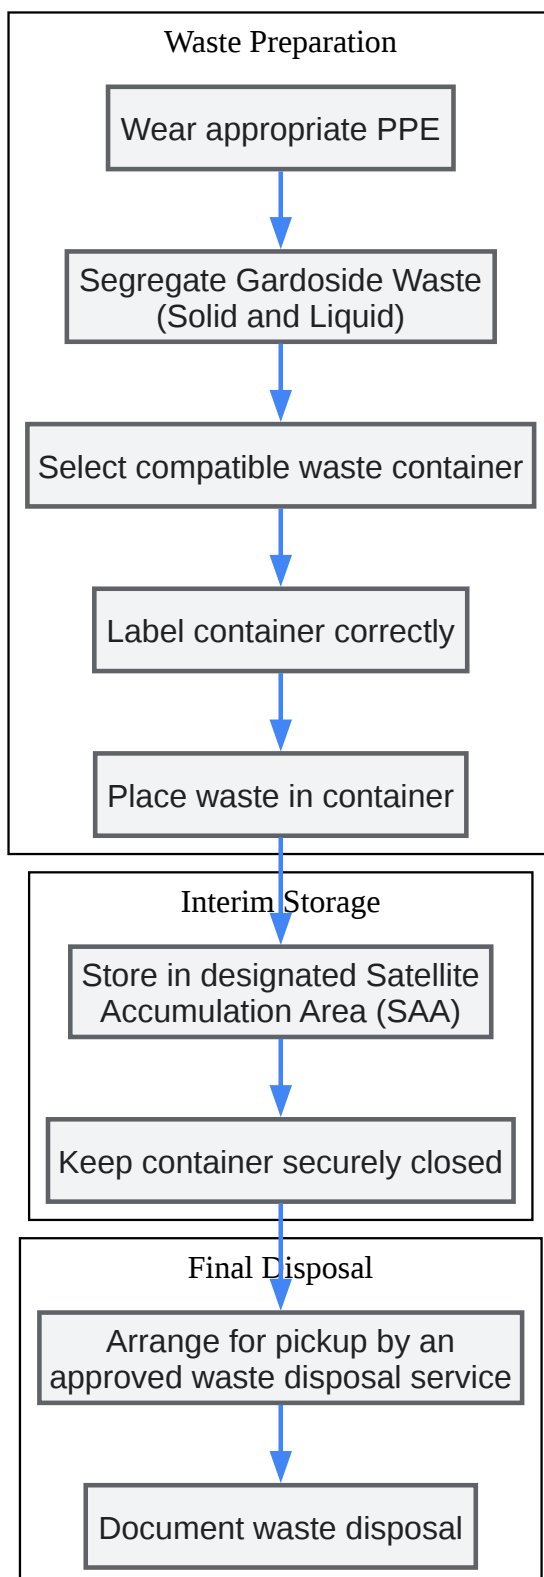 Waste Preparation
Wear appropriate PPE
Segregate Gardoside Waste
(Solid and Liquid)
Select compatible waste container
Label container correctly
Place waste in container
Interim Storage
Store in designated Satellite
Accumulation Area (SAA)
Keep container securely closed
Final Disposal
Arrange for pickup by an
approved waste disposal service
Document waste disposal